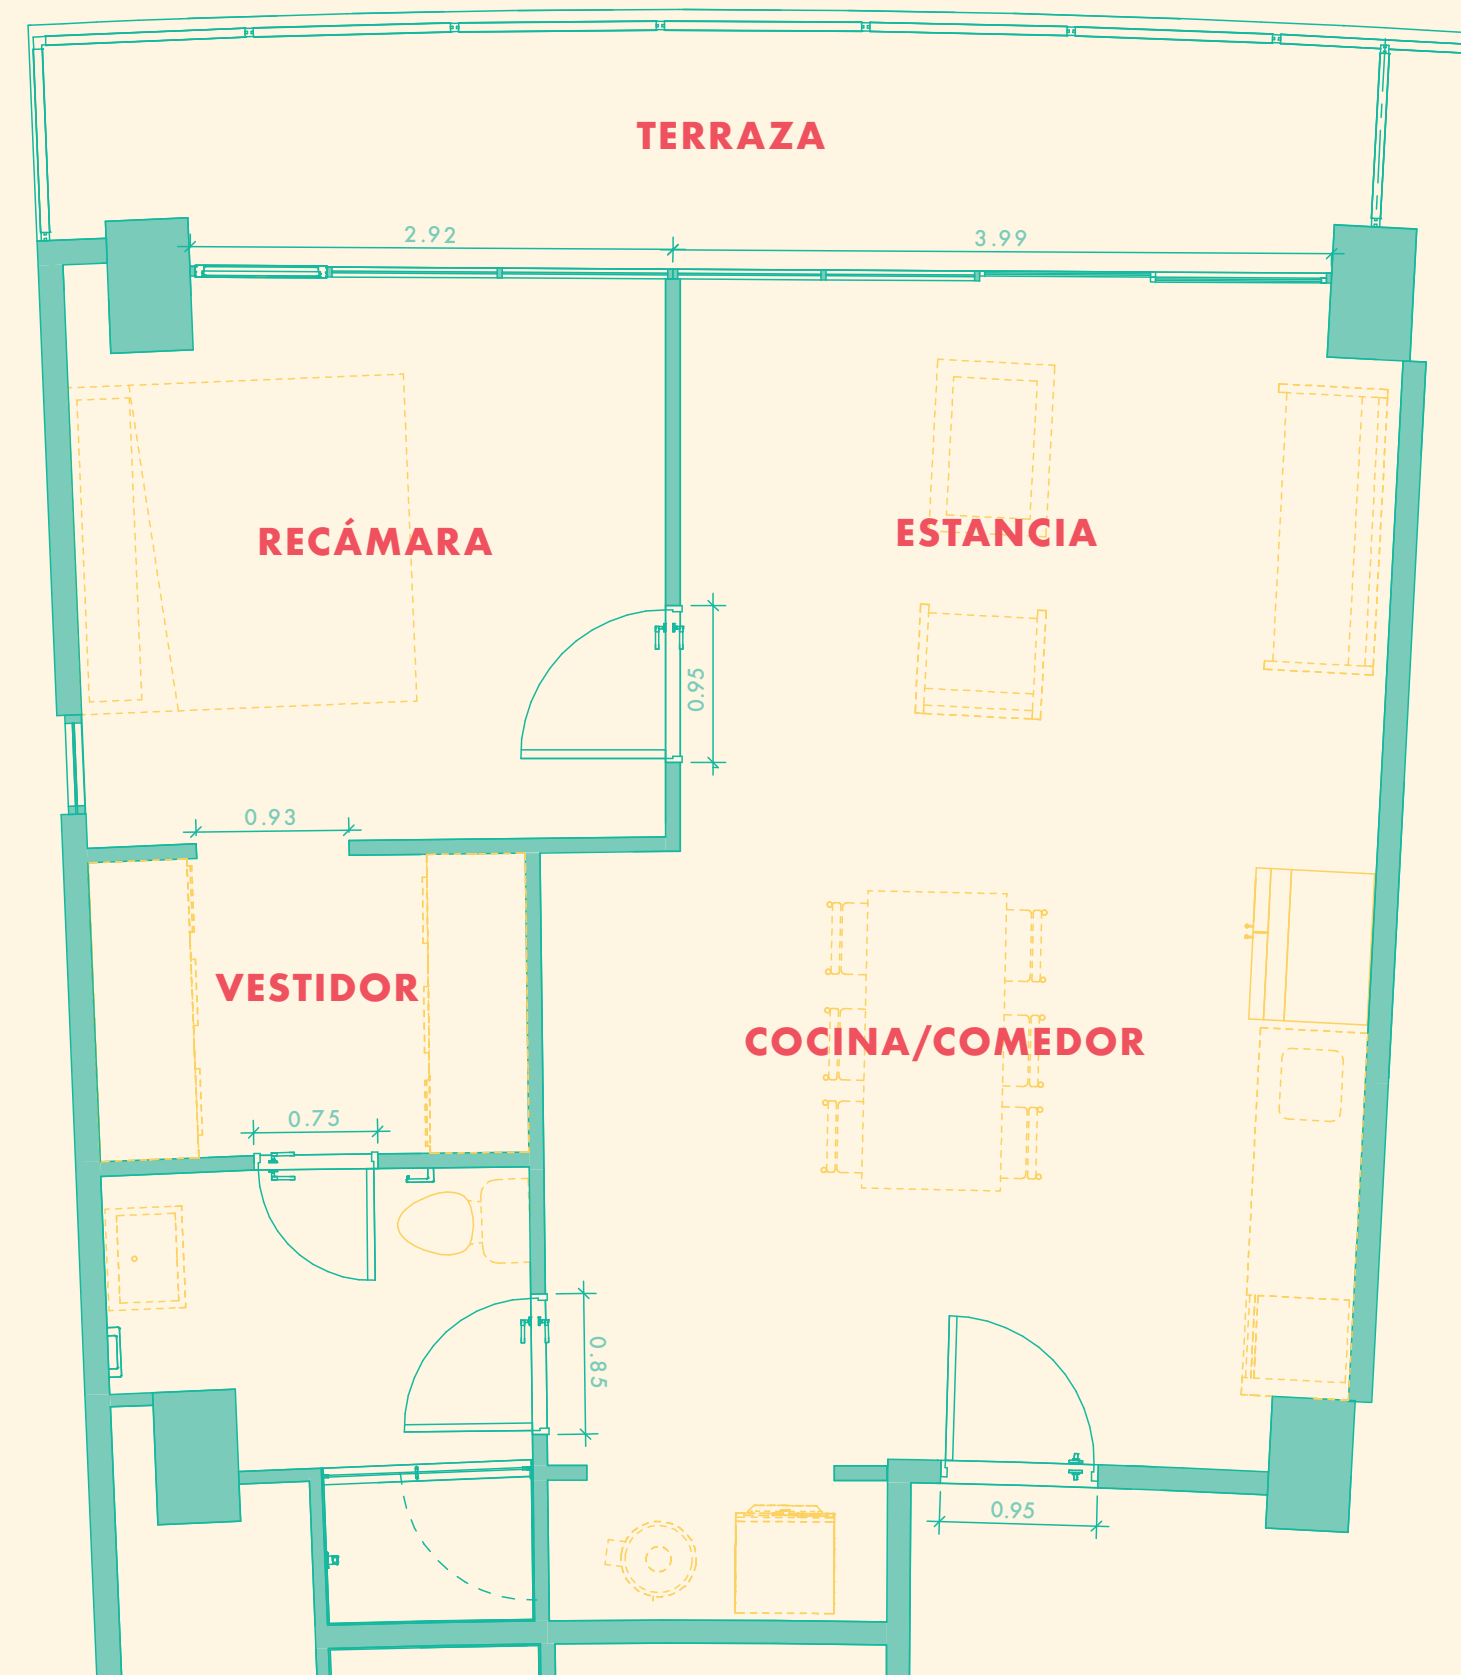 TERRAZA
2.92
3.99
RECÁMARA
ESTANCIA
0.95
0.93
VESTIDOR
COCINA/COMEDOR
0.75
0.85
0.95